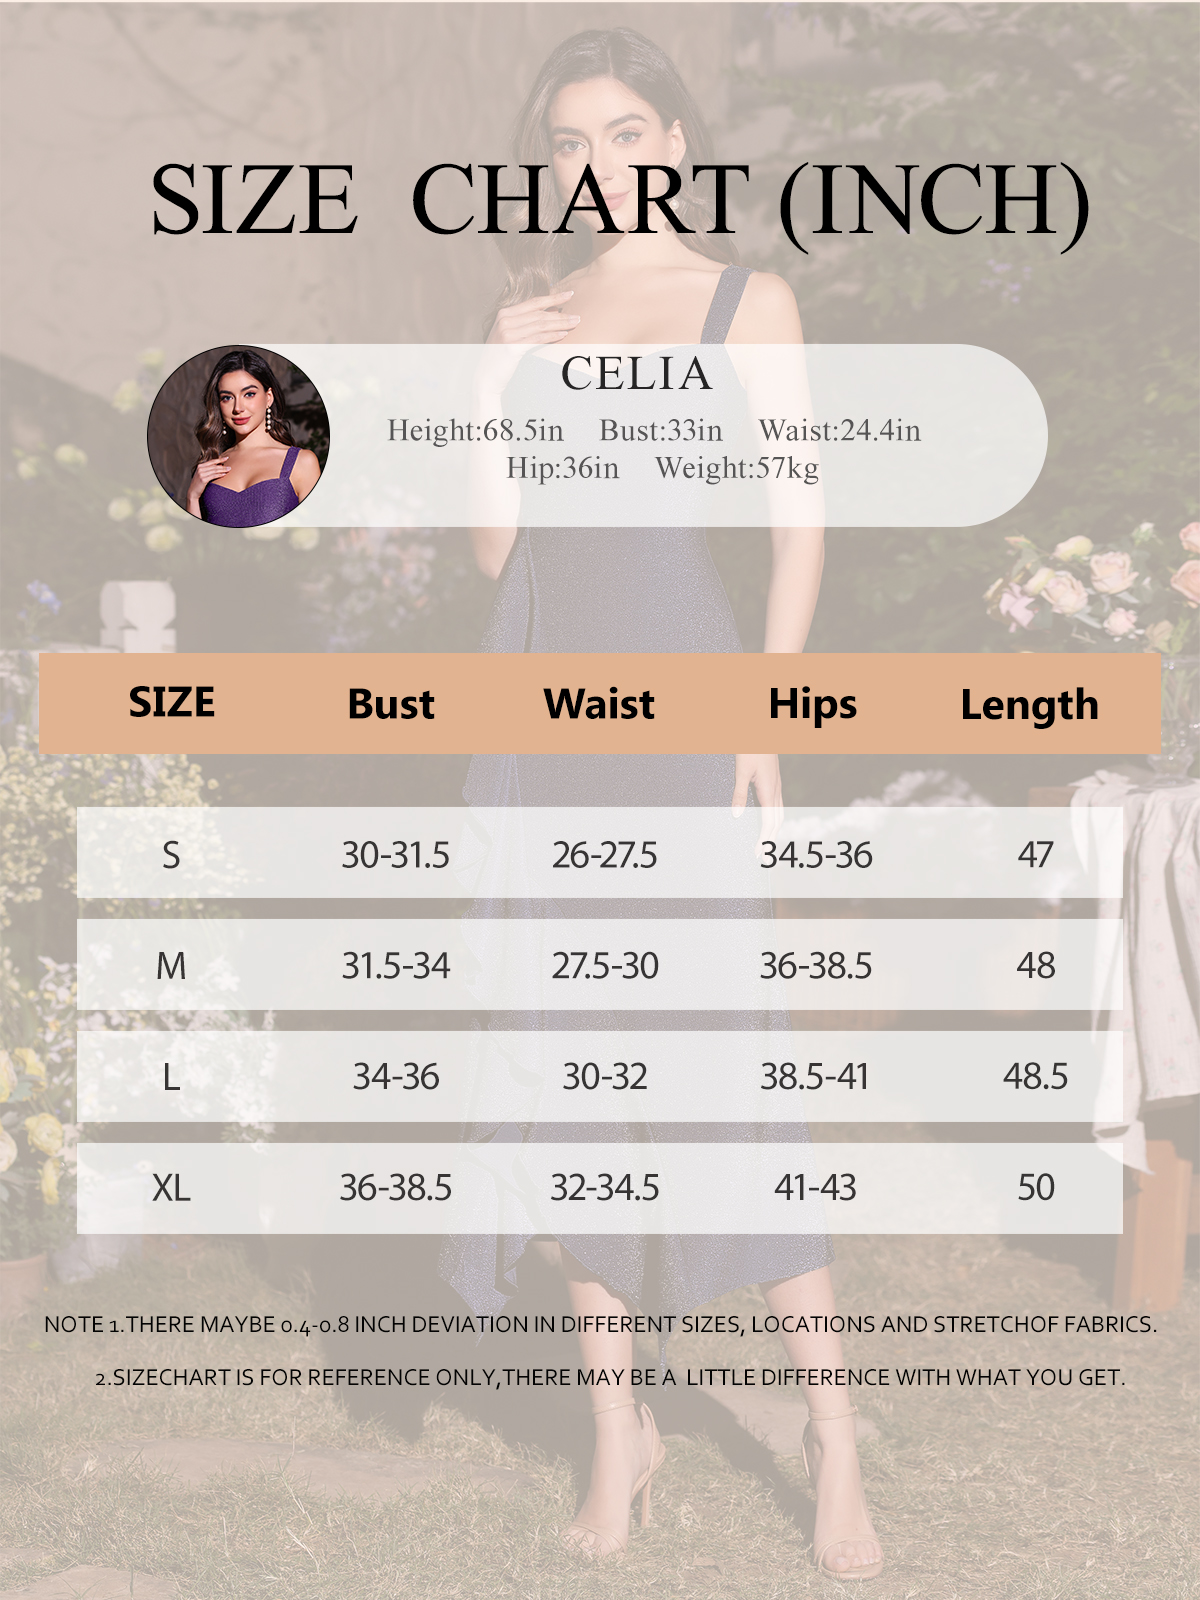 SIZE CHART (INCH)
CELIA
Height:68.5in Bust:33in Waist:24.4in
Hip:36in Weight:57kg
SIZE Bust Waist Hips Length
S 30-31.5 26-27.5 34.5-36 47
M 31.5-34 27.5-30 36-38.5 48
L 34-36 30-32 38.5-41 48.5
XL 36-38.5 32-34.5 41-43 50
NOTE 1.THERE MAYBE 0.4-0.8 INCH DEVIATION IN DIFFERENT SIZES, LOCATIONS AND STRETCHOF FABRICS.
2.SIZECHART IS FOR REFERENCE ONLY,THERE MAY BE A LITTLE DIFFERENCE WITH WHAT YOU GET.